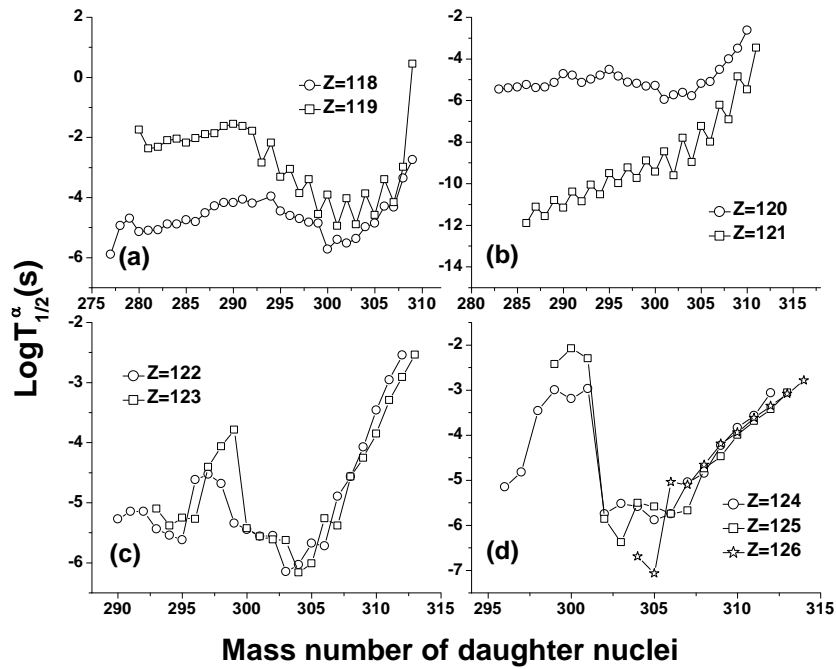 2
0
-2
-4
-6
Z=118
Z=119
(a)
275 280 285 290 295 300 305 310
-2
-4
-6
-8
-10
-12
-14
Z=120
Z=121
(b)
280 285 290 295 300 305 310 315
LogT α 1/2 (s)
-2
-3
-4
-5
-6
Z=122
Z=123
(c)
290 295 300 305 310 315
-2
-3
-4
-5
-6
-7
Z=124
Z=125
Z=126
(d)
295 300 305 310 315
Mass number of daughter nuclei